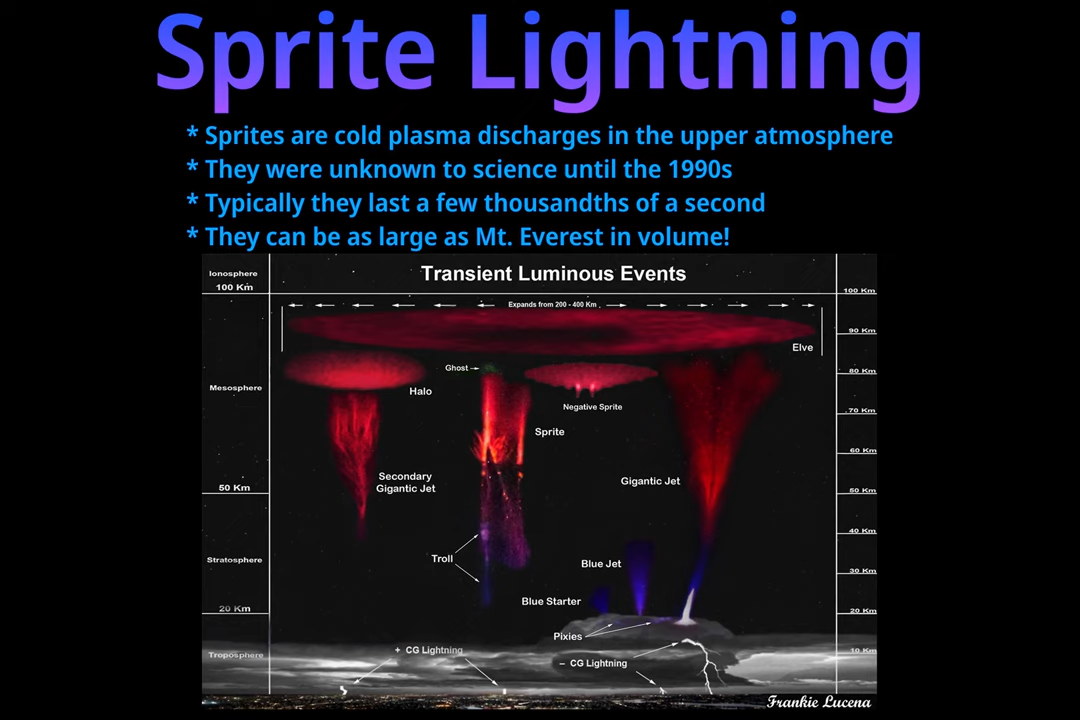 Sprite Lightning
* Sprites are cold plasma discharges in the upper atmosphere
* They were unknown to science until the 1990s
* Typically they last a few thousandths of a second
* They can be as large as Mt. Everest in volume!
Transient Luminous Events
Ionosphere
100 Km
100 Km
Expands from 200 - 400 Km
90 Km
Elve
Ghost
80 Km
Mesosphere
Halo
Negative Sprite
70 Km
Sprite
60 Km
Secondary
Gigantic Jet
Gigantic Jet
50 Km
50 Km
40 Km
Troll
Stratosphere
Blue Jet
30 Km
Blue Starter
20 Km
20 Km
Pixies
Troposphere
+ CG Lightning
10 Km
– CG Lightning
Frankie Lucena